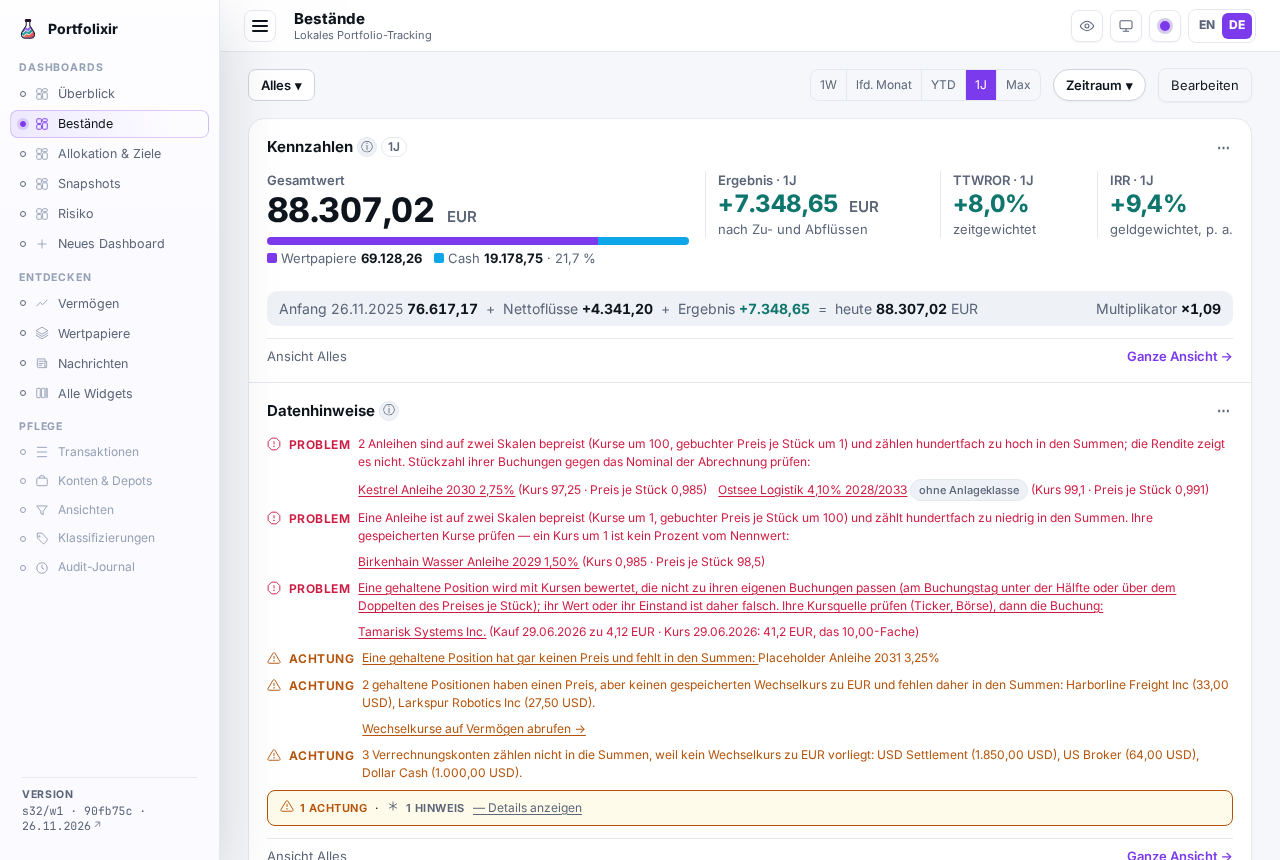 Portfolixir
DASHBOARDS
Überblick
Bestände
Allokation & Ziele
Snapshots
Risiko
Neues Dashboard
ENTDECKEN
Vermögen
Wertpapiere
Nachrichten
Alle Widgets
PFLEGE
Transaktionen
Konten & Depots
Ansichten
Klassifizierungen
Audit-Journal
VERSION
s32/w1 · 90fb75c ·
26.11.2026 ↗
Bestände
Lokales Portfolio-Tracking
EN DE
Alles ▾
1W lfd. Monat YTD 1J Max
Zeitraum ▾
Bearbeiten
Kennzahlen ⓘ 1J
Gesamtwert
88.307,02 EUR
Wertpapiere 69.128,26 Cash 19.178,75 · 21,7 %
Ergebnis · 1J
+7.348,65 EUR
nach Zu- und Abflüssen
TTWROR · 1J
+8,0%
zeitgewichtet
IRR · 1J
+9,4%
geldgewichtet, p. a.
Anfang 26.11.2025 76.617,17 + Nettoflüsse +4.341,20 + Ergebnis +7.348,65 = heute 88.307,02 EUR Multiplikator ×1,09
Ansicht Alles Ganze Ansicht →
Datenhinweise ⓘ
PROBLEM 2 Anleihen sind auf zwei Skalen bepreist (Kurse um 100, gebuchter Preis je Stück um 1) und zählen hundertfach zu hoch in den Summen; die Rendite zeigt
es nicht. Stückzahl ihrer Buchungen gegen das Nominal der Abrechnung prüfen:
Kestrel Anleihe 2030 2,75% (Kurs 97,25 · Preis je Stück 0,985) Ostsee Logistik 4,10% 2028/2033 ohne Anlageklasse (Kurs 99,1 · Preis je Stück 0,991)
PROBLEM Eine Anleihe ist auf zwei Skalen bepreist (Kurse um 1, gebuchter Preis je Stück um 100) und zählt hundertfach zu niedrig in den Summen. Ihre
gespeicherten Kurse prüfen — ein Kurs um 1 ist kein Prozent vom Nennwert:
Birkenhain Wasser Anleihe 2029 1,50% (Kurs 0,985 · Preis je Stück 98,5)
PROBLEM Eine gehaltene Position wird mit Kursen bewertet, die nicht zu ihren eigenen Buchungen passen (am Buchungstag unter der Hälfte oder über dem
Doppelten des Preises je Stück); ihr Wert oder ihr Einstand ist daher falsch. Ihre Kursquelle prüfen (Ticker, Börse), dann die Buchung:
Tamarisk Systems Inc. (Kauf 29.06.2026 zu 4,12 EUR · Kurs 29.06.2026: 41,2 EUR, das 10,00-Fache)
ACHTUNG Eine gehaltene Position hat gar keinen Preis und fehlt in den Summen: Placeholder Anleihe 2031 3,25%
ACHTUNG 2 gehaltene Positionen haben einen Preis, aber keinen gespeicherten Wechselkurs zu EUR und fehlen daher in den Summen: Harborline Freight Inc (33,00
USD), Larkspur Robotics Inc (27,50 USD).
Wechselkurse auf Vermögen abrufen →
ACHTUNG 3 Verrechnungskonten zählen nicht in die Summen, weil kein Wechselkurs zu EUR vorliegt: USD Settlement (1.850,00 USD), US Broker (64,00 USD),
Dollar Cash (1.000,00 USD).
1 ACHTUNG · 1 HINWEIS — Details anzeigen
Ansicht Alles Ganze Ansicht →